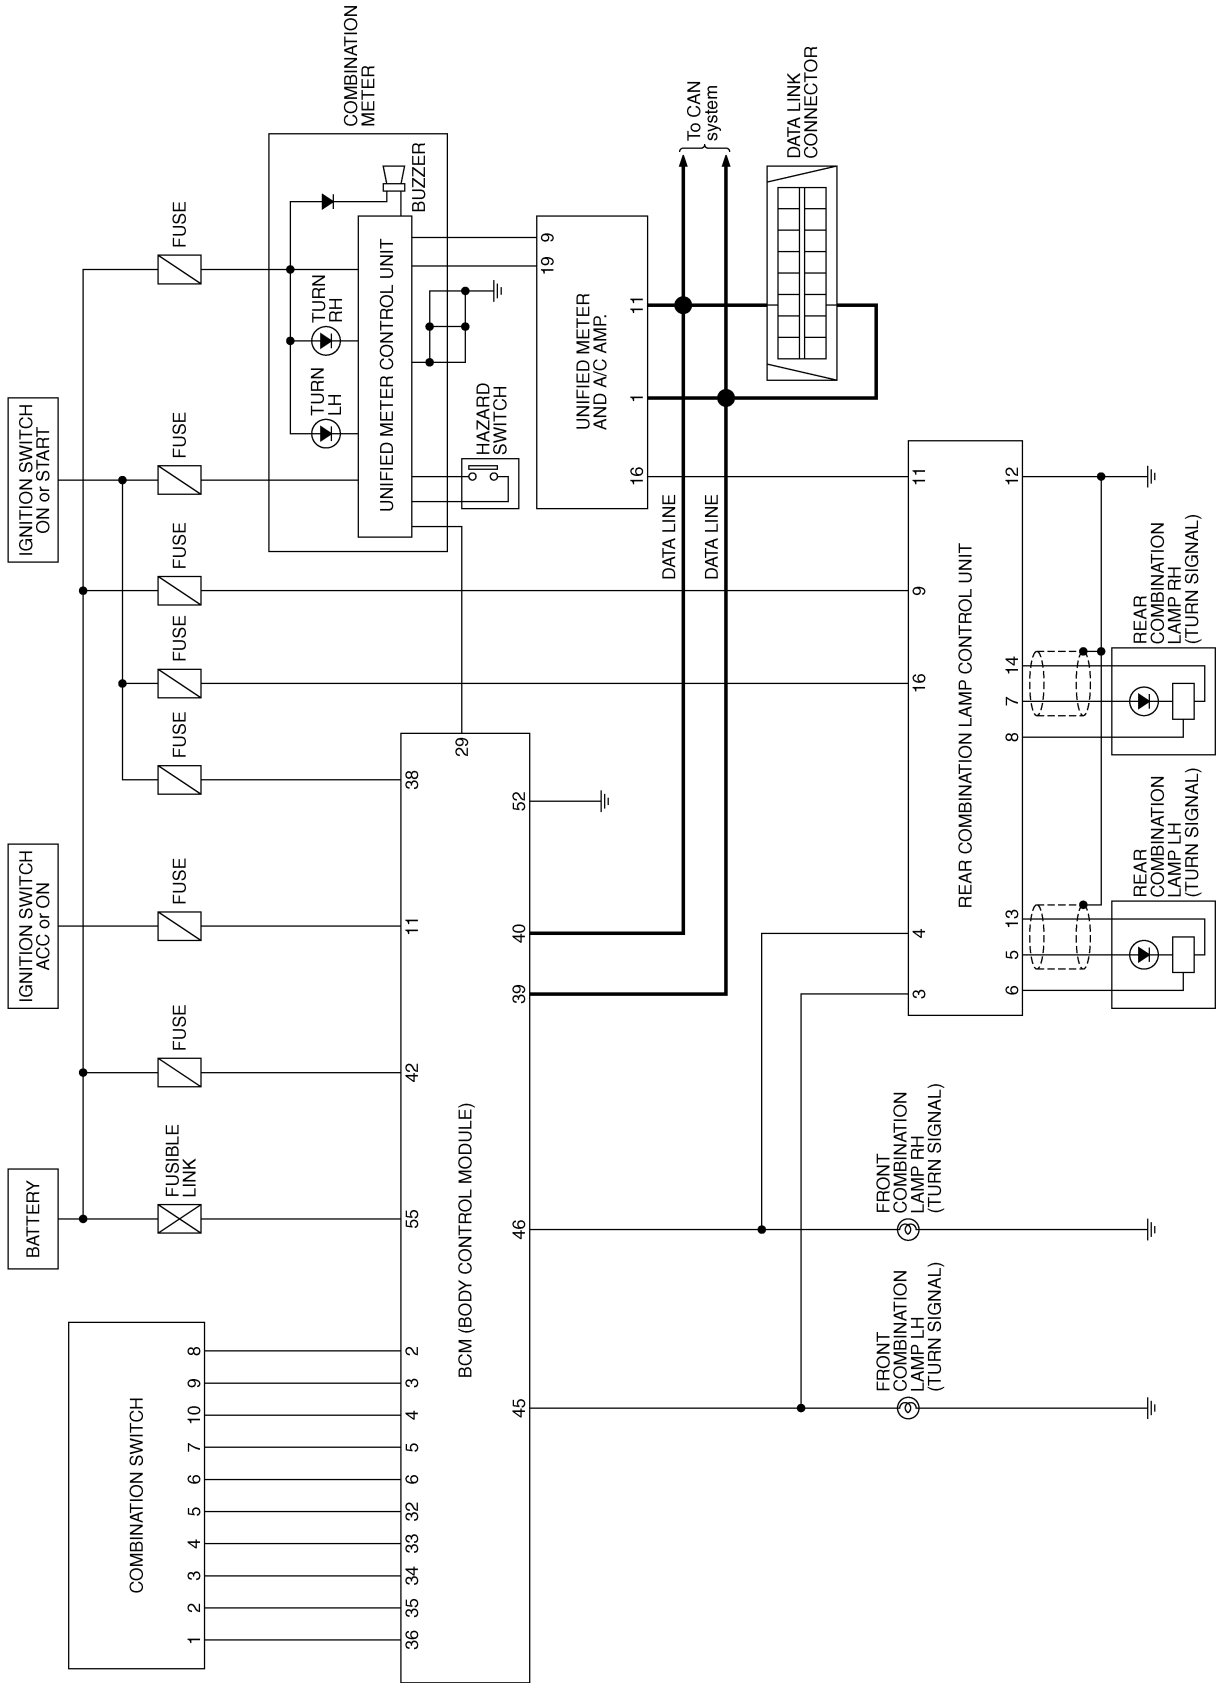 BATTERY
IGNITION SWITCH
ACC or ON
IGNITION SWITCH
ON or START
FUSIBLE
LINK
FUSE
FUSE
FUSE
FUSE
FUSE
FUSE
FUSE
COMBINATION
METER
TURN
LH
TURN
RH
BUZZER
UNIFIED METER CONTROL UNIT
HAZARD
SWITCH
COMBINATION SWITCH
1 2 3 4 5 6 7 10 9 8
36 35 34 33 32 6 5 4 3 2 55 42 11 38
29
BCM (BODY CONTROL MODULE)
45 46 39 40 52
19 9
UNIFIED METER
AND A/C AMP.
16 1 11
DATA LINE
DATA LINE
To CAN
system
DATA LINK
CONNECTOR
3 4 16 9 11
REAR COMBINATION LAMP CONTROL UNIT
6 5 13 8 7 14 12
FRONT
COMBINATION
LAMP LH
(TURN SIGNAL)
FRONT
COMBINATION
LAMP RH
(TURN SIGNAL)
REAR
COMBINATION
LAMP LH
(TURN SIGNAL)
REAR
COMBINATION
LAMP RH
(TURN SIGNAL)